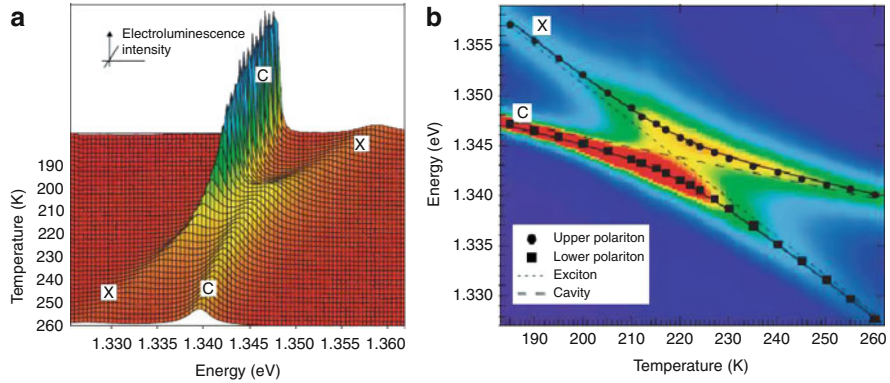 a
Electroluminescence
intensity
C
X
X
C
190
200
210
220
230
240
250
260
Temperature (K)
1.330 1.335 1.340 1.345 1.350 1.355 1.360
Energy (eV)
b
X
C
1.355
1.350
1.345
1.340
1.335
1.330
Energy (eV)
Upper polariton
Lower polariton
Exciton
Cavity
190 200 210 220 230 240 250 260
Temperature (K)